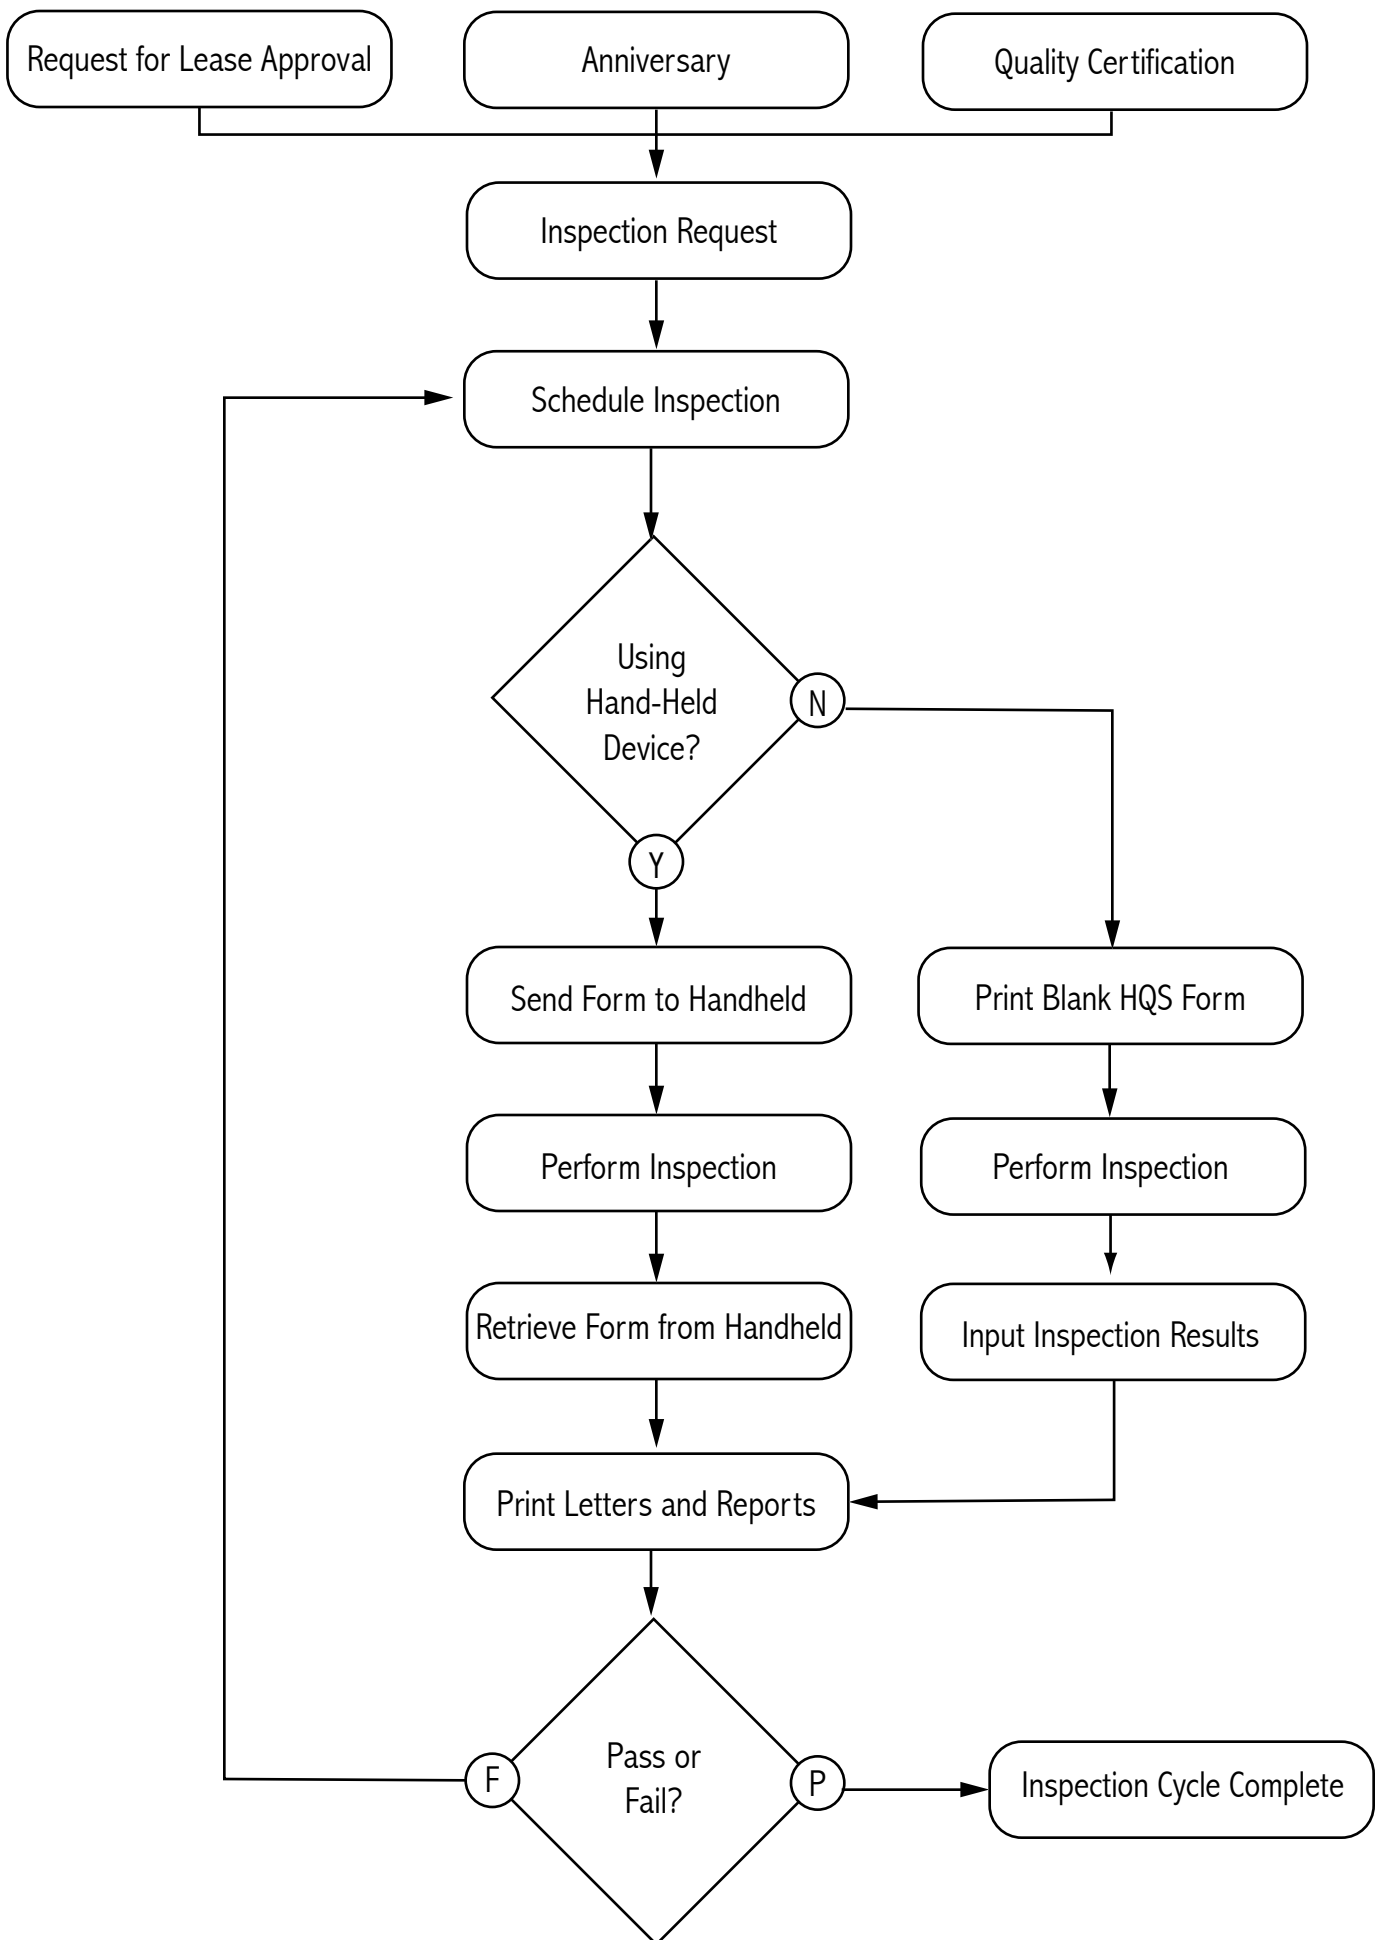 Request for Lease Approval
Anniversary
Quality Certification
Inspection Request
Schedule Inspection
Using
Hand-Held
Device?
N
Y
Send Form to Handheld
Print Blank HQS Form
Perform Inspection
Perform Inspection
Retrieve Form from Handheld
Input Inspection Results
Print Letters and Reports
Pass or
Fail?
F
P
Inspection Cycle Complete